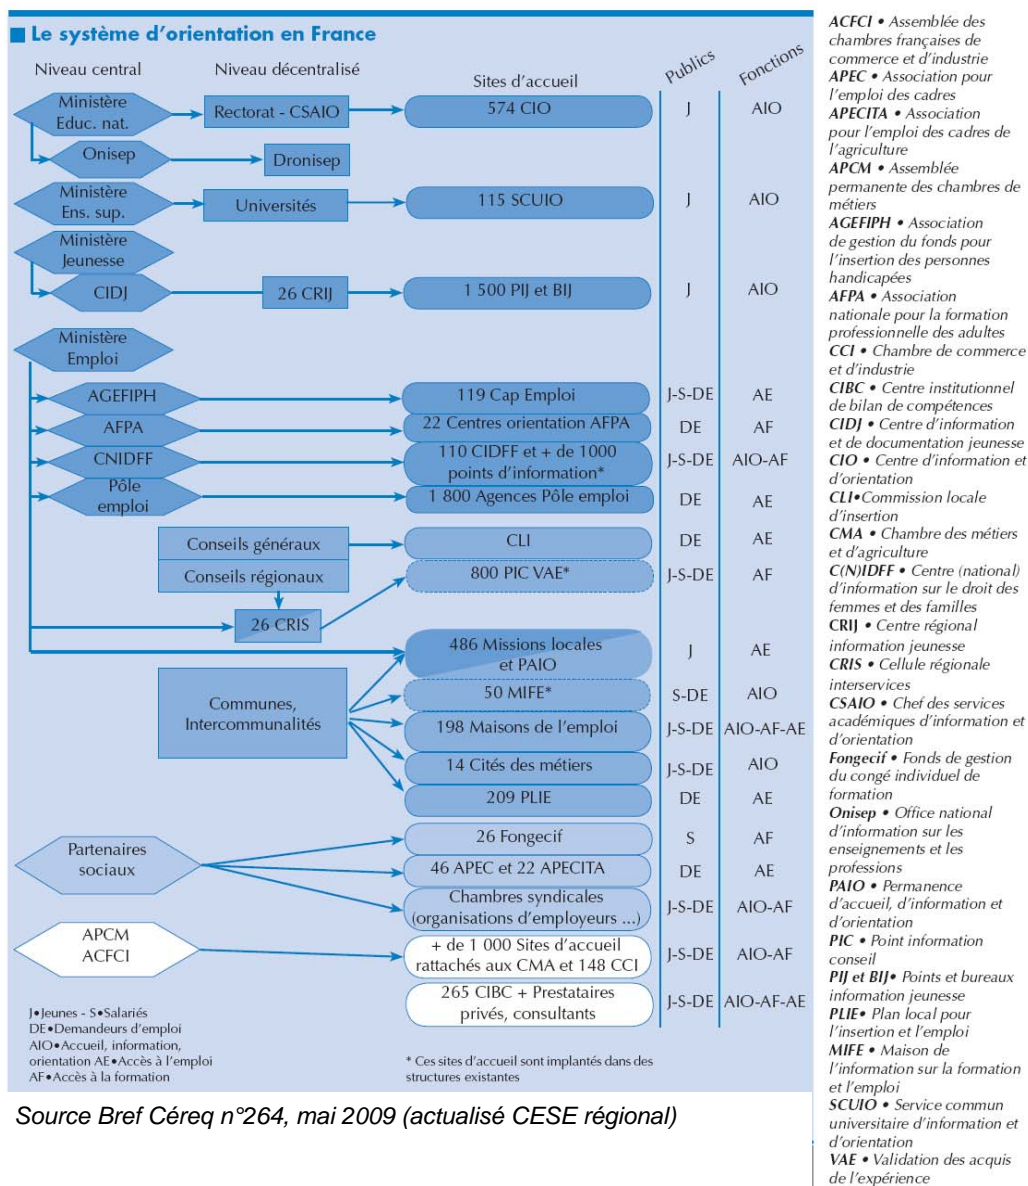 Le système d'orientation en France
Niveau central
Niveau décentralisé
Sites d'accueil
Publics
Fonctions
Ministère
Educ. nat.
Rectorat - CSAIO
574 CIO
J
AIO
Onisep
Dronisep
Ministère
Ens. sup.
Universités
115 SCUIO
J
AIO
Ministère
Jeunesse
CIDJ
26 CRIJ
1 500 PIJ et BIJ
J
AIO
Ministère
Emploi
AGEFIPH
119 Cap Emploi
J-S-DE
AE
AFPA
22 Centres orientation AFPA
DE
AF
CNIDFF
110 CIDFF et + de 1000
points d'information*
J-S-DE
AIO-AF
Pôle
emploi
1 800 Agences Pôle emploi
DE
AE
Conseils généraux
CLI
DE
AE
Conseils régionaux
800 PIC VAE*
J-S-DE
AF
26 CRIS
486 Missions locales
et PAIO
J
AE
Communes,
Intercommunalités
50 MIFE*
S-DE
AIO
198 Maisons de l'emploi
J-S-DE
AIO-AF-AE
14 Cités des métiers
J-S-DE
AIO
209 PLIE
DE
AE
Partenaires
sociaux
26 Fongecif
S
AF
46 APEC et 22 APECITA
DE
AE
Chambres syndicales
(organisations d'employeurs ...)
J-S-DE
AIO-AF
APCM
ACFCI
+ de 1 000 Sites d'accueil
rattachés aux CMA et 148 CCI
J-S-DE
AIO-AF
265 CIBC + Prestataires
privés, consultants
J-S-DE
AIO-AF-AE
J•Jeunes - S•Salariés
DE•Demandeurs d'emploi
AIO•Accueil, information,
orientation AE•Accès à l'emploi
AF•Accès à la formation
* Ces sites d'accueil sont implantés dans des
structures existantes
Source Bref Céreq n°264, mai 2009 (actualisé CESE régional)
ACFCI • Assemblée des
chambres françaises de
commerce et d'industrie
APEC • Association pour
l'emploi des cadres
APECITA • Association
pour l'emploi des cadres de
l'agriculture
APCM • Assemblée
permanente des chambres de
métiers
AGEFIPH • Association
de gestion du fonds pour
l'insertion des personnes
handicapées
AFPA • Association
nationale pour la formation
professionnelle des adultes
CCI • Chambre de commerce
et d'industrie
CIBC • Centre institutionnel
de bilan de compétences
CIDJ • Centre d'information
et de documentation jeunesse
CIO • Centre d'information et
d'orientation
CLI•Commission locale
d'insertion
CMA • Chambre des métiers
et d'agriculture
C(N)IDFF • Centre (national)
d'information sur le droit des
femmes et des familles
CRIJ • Centre régional
information jeunesse
CRIS • Cellule régionale
interservices
CSAIO • Chef des services
académiques d'information et
d'orientation
Fongecif • Fonds de gestion
du congé individuel de
formation
Onisep • Office national
d'information sur les
enseignements et les
professions
PAIO • Permanence
d'accueil, d'information et
d'orientation
PIC • Point information
conseil
PIJ et BIJ• Points et bureaux
information jeunesse
PLIE• Plan local pour
l'insertion et l'emploi
MIFE • Maison de
l'information sur la formation
et l'emploi
SCUIO • Service commun
universitaire d'information et
d'orientation
VAE • Validation des acquis
de l'expérience